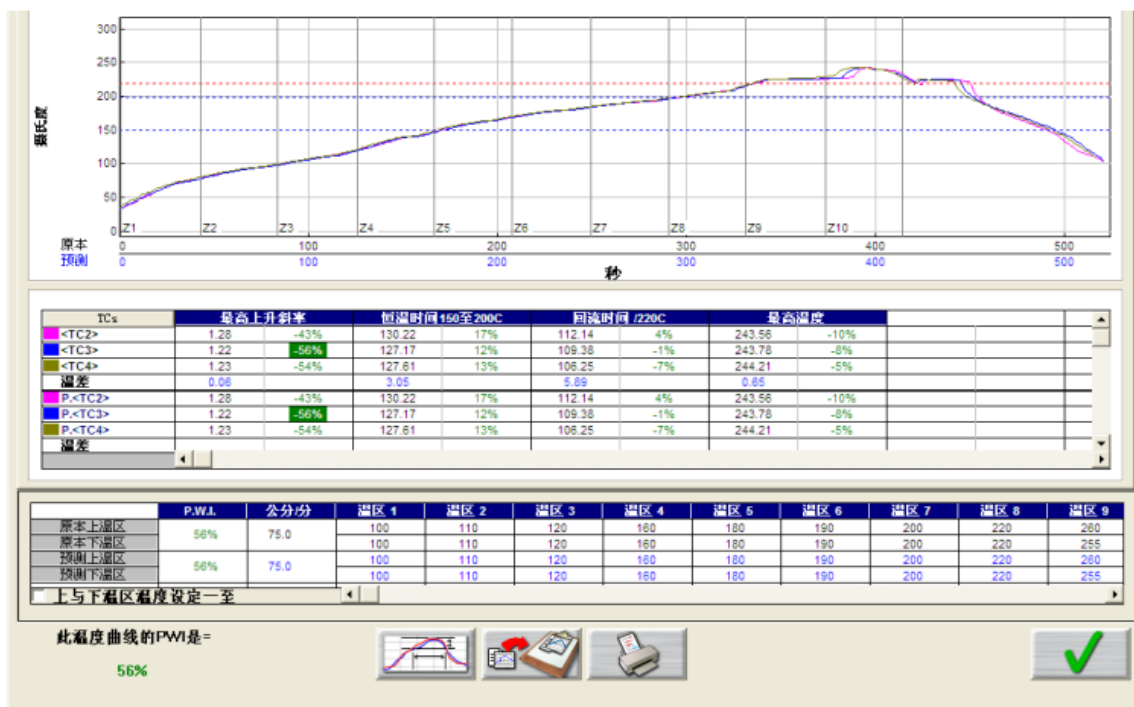 300
250
200
150
100
50
0
摄氏度
Z1 Z2 Z3 Z4 Z5 Z6 Z7 Z8 Z9 Z10
原本 0 100 200 300 400 500
预测 0 100 200 300 400 500
秒
TCs 最高上升斜率 恒温时间150至200C 回流时间 /220C 最高温度
<TC2> 1.28 -43% 130.22 17% 112.14 4% 243.56 -10%
<TC3> 1.22 -56% 127.17 12% 109.38 -1% 243.78 -8%
<TC4> 1.23 -54% 127.61 13% 106.25 -7% 244.21 -5%
温差 0.06 3.05 5.89 0.65
P.<TC2> 1.28 -43% 130.22 17% 112.14 4% 243.56 -10%
P.<TC3> 1.22 -56% 127.17 12% 109.38 -1% 243.78 -8%
P.<TC4> 1.23 -54% 127.61 13% 106.25 -7% 244.21 -5%
温差
P.W.I. 公分/分 温区 1 温区 2 温区 3 温区 4 温区 5 温区 6 温区 7 温区 8 温区 9
原本上温区 56% 75.0 100 110 120 160 180 190 200 220 260
原本下温区 100 110 120 160 180 190 200 220 255
预测上温区 56% 75.0 100 110 120 160 180 190 200 220 260
预测下温区 100 110 120 160 180 190 200 220 255
上与下温区温度设定一至
此温度曲线的PWI是=
56%